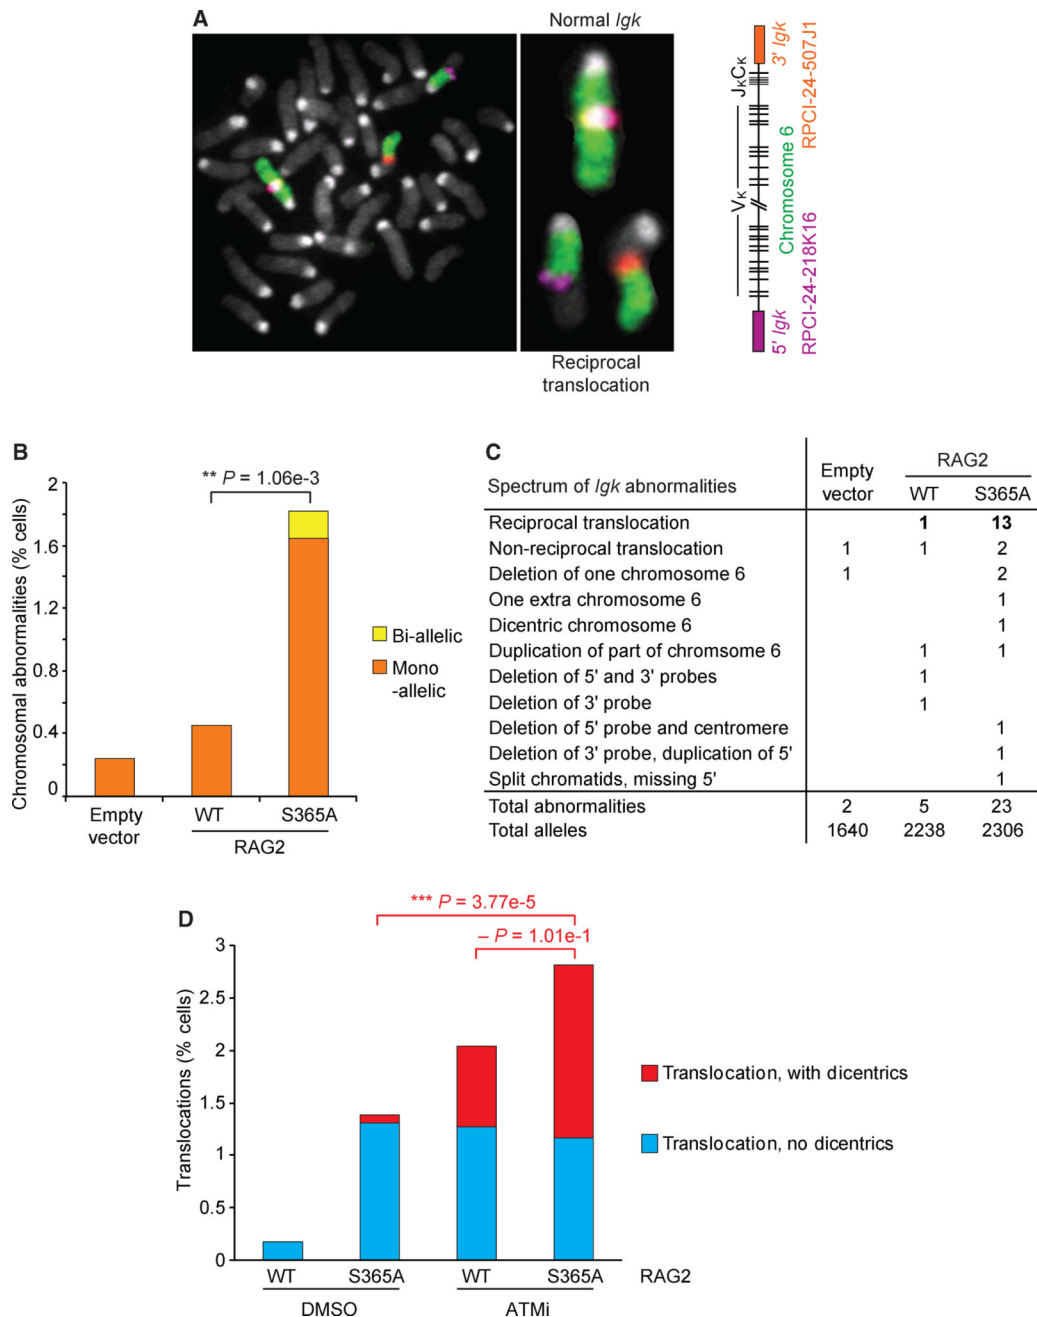 A
Normal Igk
Reciprocal
translocation
3' Igk
RPCI-24-507J1
JκCκ
Vκ
Chromosome 6
5' Igk
RPCI-24-218K16
B
** P = 1.06e-3
Chromosomal abnormalities (% cells)
2
1.6
1.2
0.8
0.4
0
Bi-allelic
Mono
-allelic
Empty
vector
WT
S365A
RAG2
C
Spectrum of Igk abnormalities
Empty
vector
RAG2
WT S365A
Reciprocal translocation 1 13
Non-reciprocal translocation 1 1 2
Deletion of one chromosome 6 1 2
One extra chromosome 6 1
Dicentric chromosome 6 1
Duplication of part of chromsome 6 1 1
Deletion of 5' and 3' probes 1
Deletion of 3' probe 1
Deletion of 5' probe and centromere 1
Deletion of 3' probe, duplication of 5' 1
Split chromatids, missing 5' 1
Total abnormalities 2 5 23
Total alleles 1640 2238 2306
D
*** P = 3.77e-5
– P = 1.01e-1
Translocations (% cells)
3
2.5
2
1.5
1
0.5
0
Translocation, with dicentrics
Translocation, no dicentrics
WT S365A WT S365A RAG2
DMSO ATMi